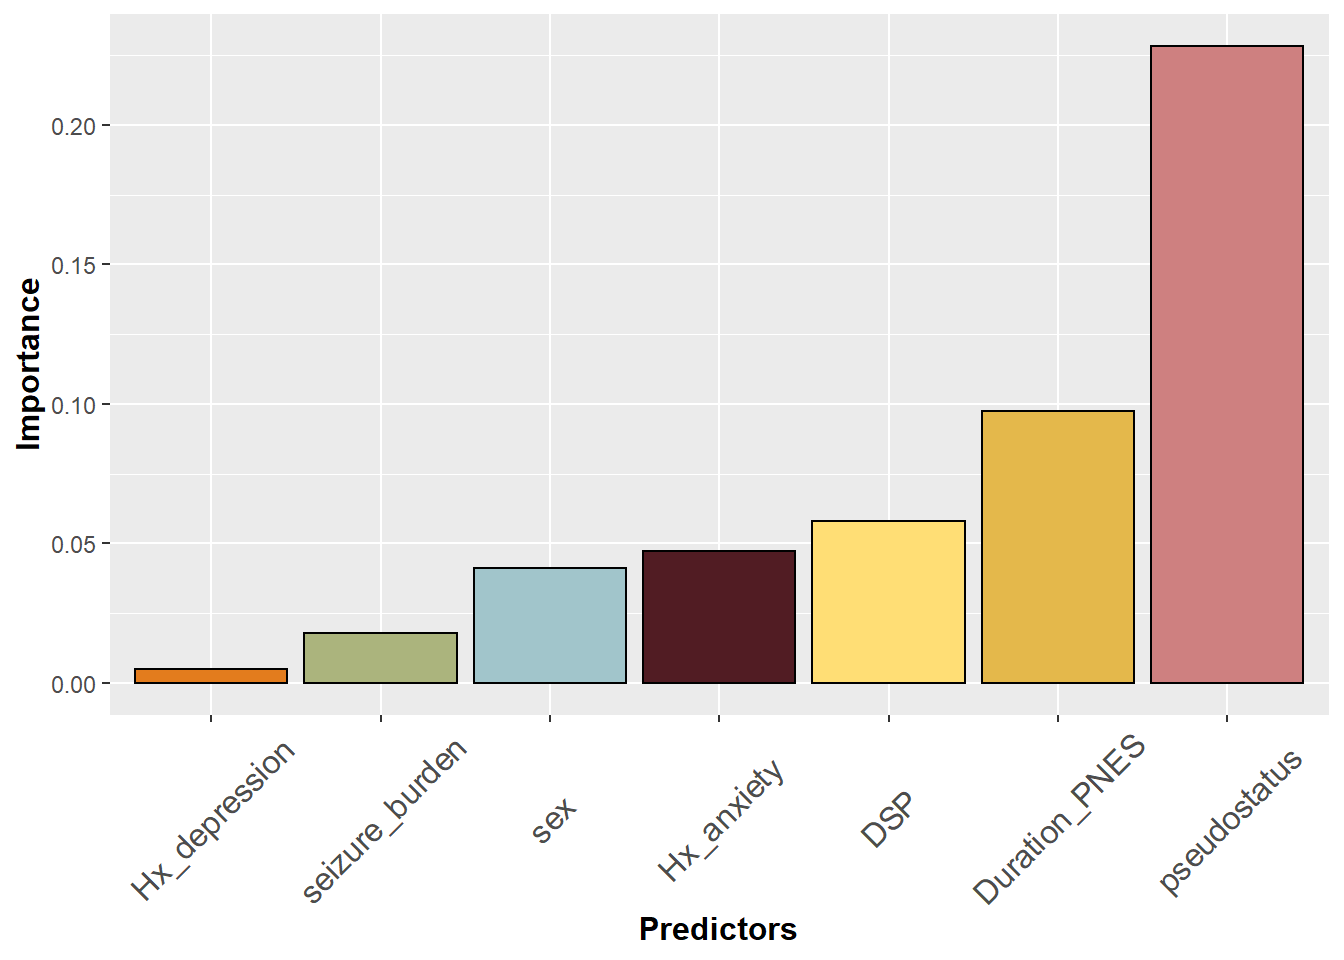 0.20
0.15
0.10
0.05
0.00
Importance
Hx_depression
seizure_burden
sex
Hx_anxiety
DSP
Duration_PNES
pseudostatus
Predictors